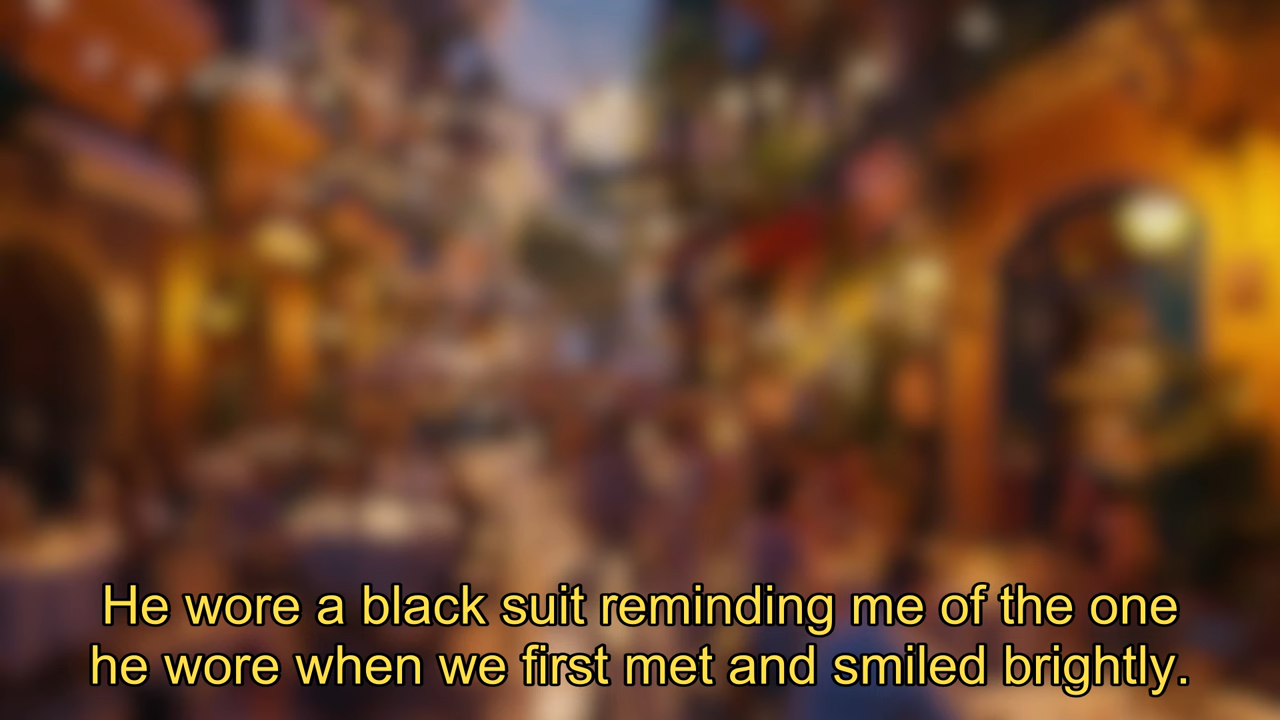 He wore a black suit reminding me of the one
he wore when we first met and smiled brightly.